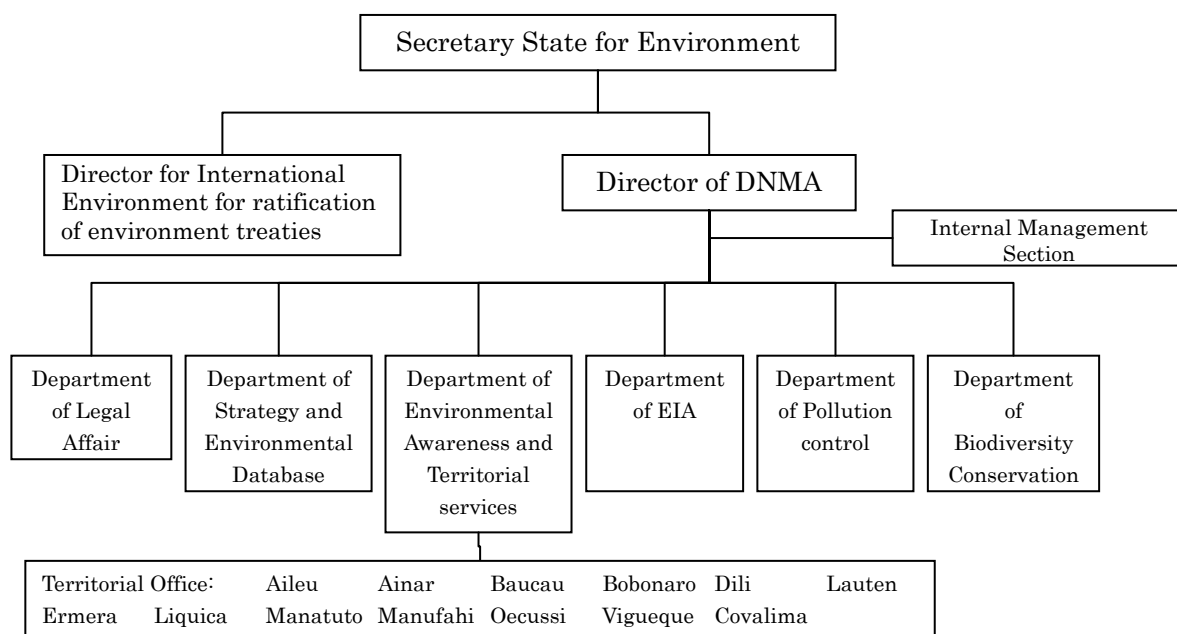 Secretary State for Environment
Director for International
Environment for ratification
of environment treaties
Director of DNMA
Internal Management
Section
Department
of Legal
Affair
Department of
Strategy and
Environmental
Database
Department of
Environmental
Awareness and
Territorial
services
Department
of EIA
Department
of Pollution
control
Department
of
Biodiversity
Conservation
Territorial Office: Aileu Ainar Baucau Bobonaro Dili Lauten
Ermera Liquica Manatuto Manufahi Oecussi Vigueque Covalima